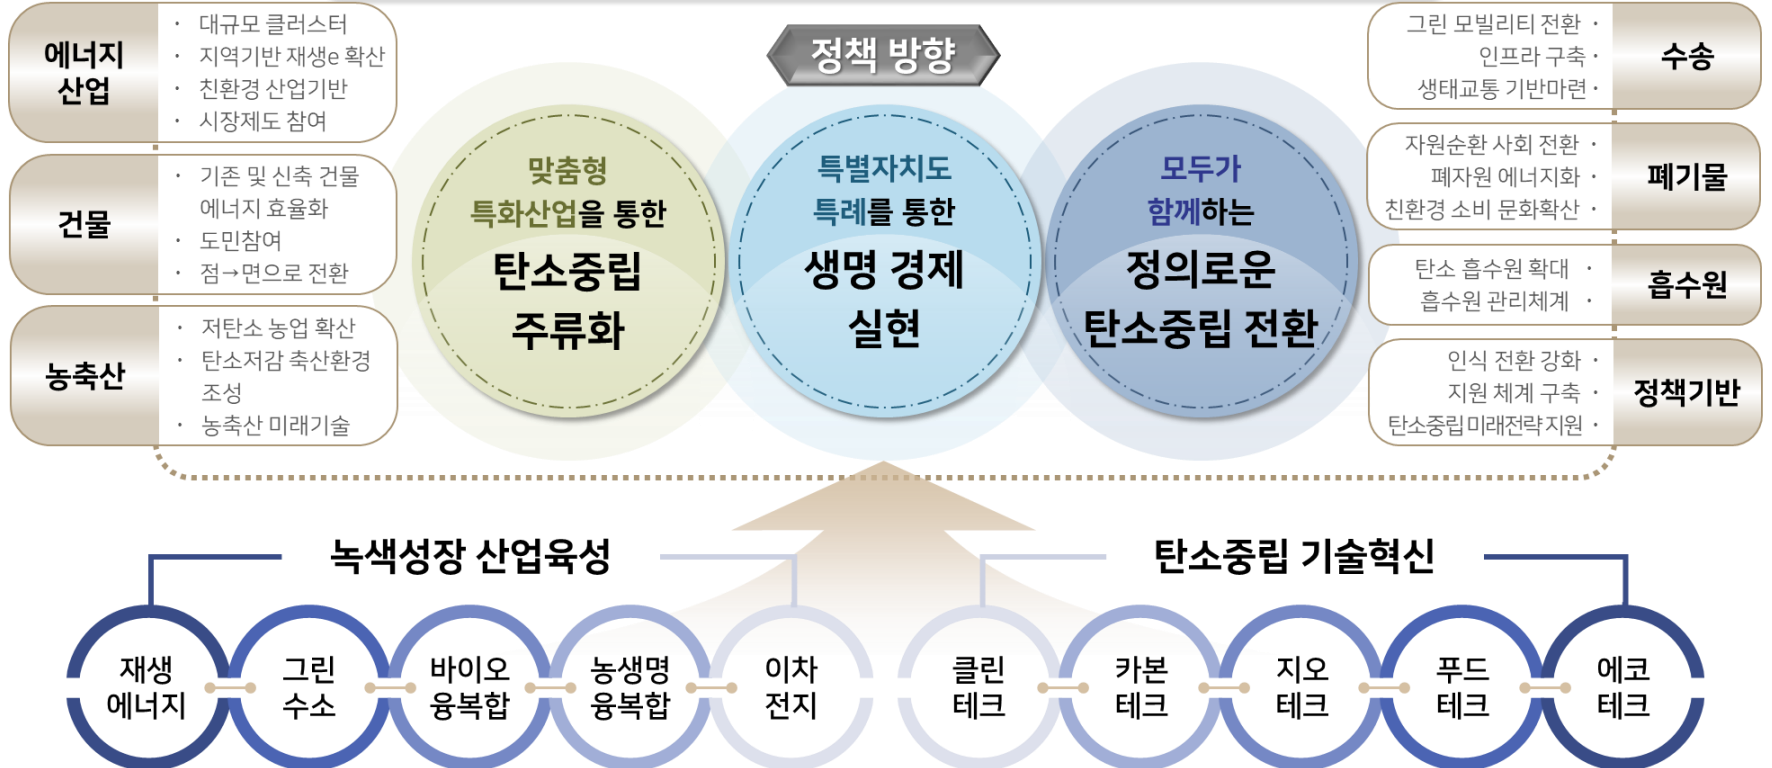 에너지
산업
· 대규모 클러스터
· 지역기반 재생e 확산
· 친환경 산업기반
· 시장제도 참여
건물
· 기존 및 신축 건물
에너지 효율화
· 도민참여
· 점→면으로 전환
농축산
· 저탄소 농업 확산
· 탄소저감 축산환경
조성
· 농축산 미래기술
정책 방향
맞춤형
특화산업을 통한
탄소중립
주류화
특별자치도
특례를 통한
생명 경제
실현
모두가
함께하는
정의로운
탄소중립 전환
그린 모빌리티 전환 ·
인프라 구축 ·
생태교통 기반마련 ·
수송
자원순환 사회 전환 ·
폐자원 에너지화 ·
친환경 소비 문화확산 ·
폐기물
탄소 흡수원 확대 ·
흡수원 관리체계 ·
흡수원
인식 전환 강화 ·
지원 체계 구축 ·
탄소중립미래전략지원 ·
정책기반
녹색성장 산업육성
재생
에너지
그린
수소
바이오
융복합
농생명
융복합
이차
전지
탄소중립 기술혁신
클린
테크
카본
테크
지오
테크
푸드
테크
에코
테크